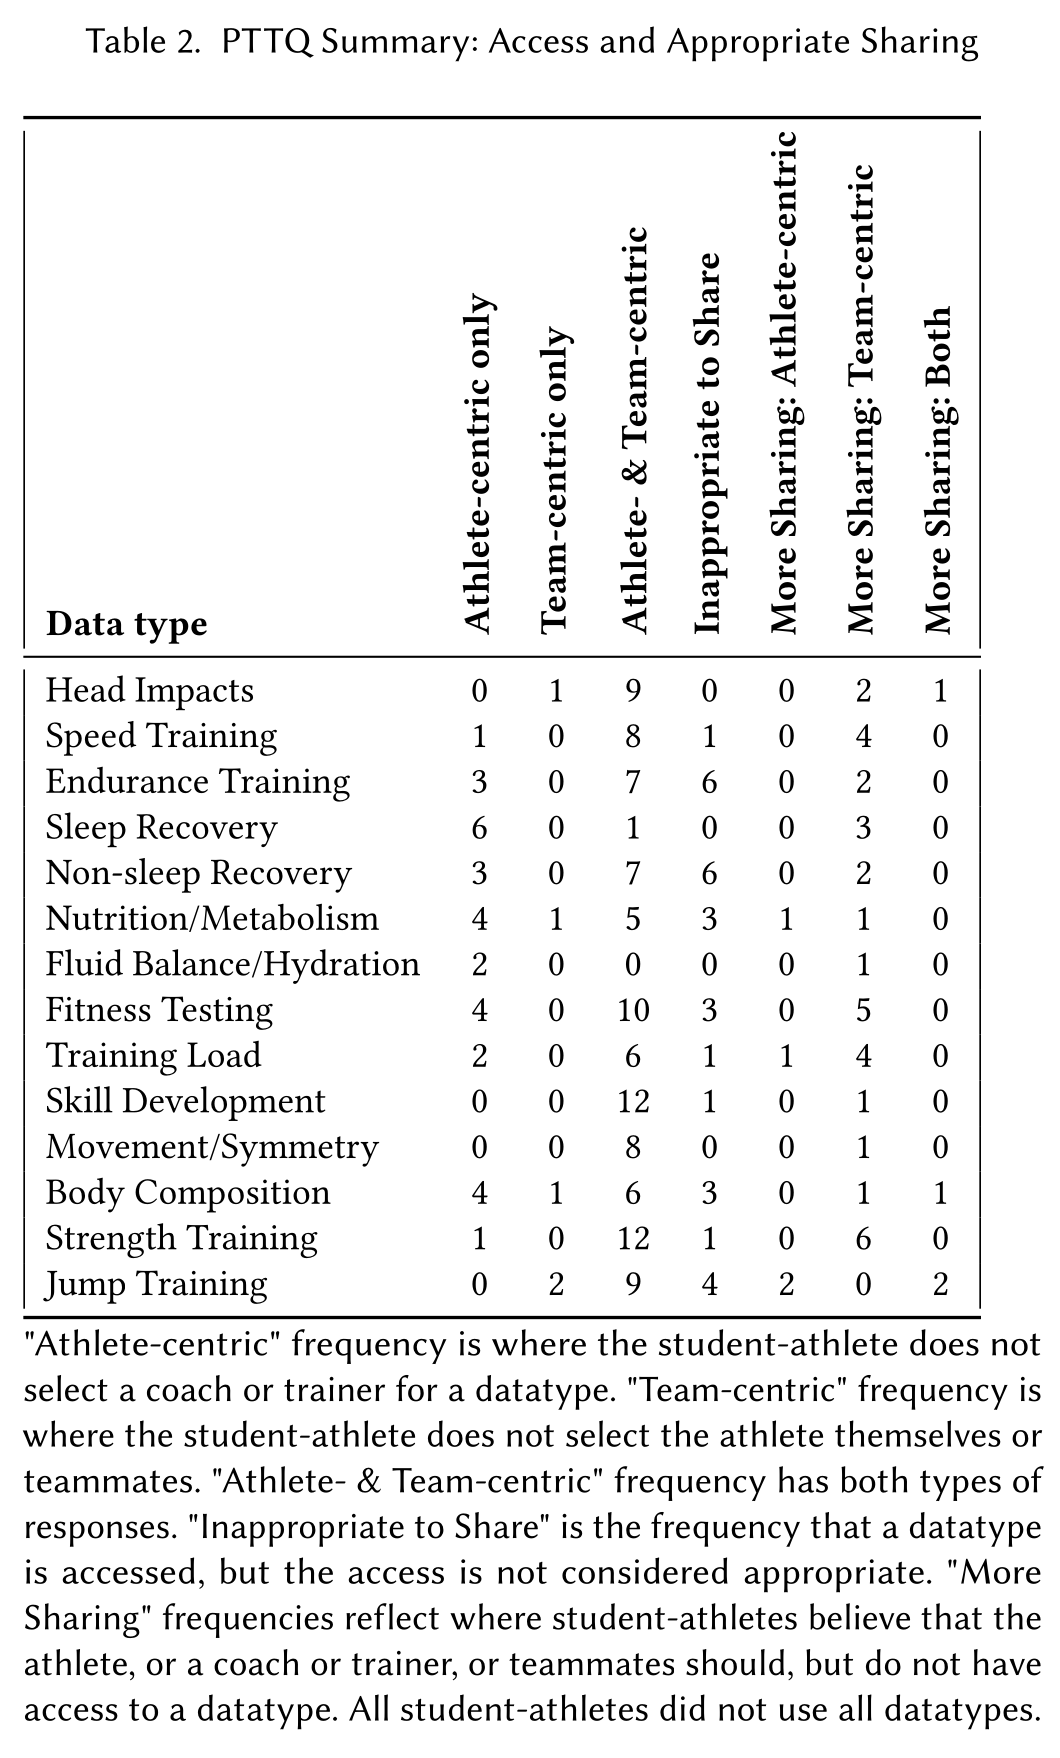 Table 2. PTTQ Summary: Access and Appropriate Sharing
Data type Athlete-centric only Team-centric only Athlete- & Team-centric Inappropriate to Share More Sharing: Athlete-centric More Sharing: Team-centric More Sharing: Both
Head Impacts 0 1 9 0 0 2 1
Speed Training 1 0 8 1 0 4 0
Endurance Training 3 0 7 6 0 2 0
Sleep Recovery 6 0 1 0 0 3 0
Non-sleep Recovery 3 0 7 6 0 2 0
Nutrition/Metabolism 4 1 5 3 1 1 0
Fluid Balance/Hydration 2 0 0 0 0 1 0
Fitness Testing 4 0 10 3 0 5 0
Training Load 2 0 6 1 1 4 0
Skill Development 0 0 12 1 0 1 0
Movement/Symmetry 0 0 8 0 0 1 0
Body Composition 4 1 6 3 0 1 1
Strength Training 1 0 12 1 0 6 0
Jump Training 0 2 9 4 2 0 2
"Athlete-centric" frequency is where the student-athlete does not
select a coach or trainer for a datatype. "Team-centric" frequency is
where the student-athlete does not select the athlete themselves or
teammates. "Athlete- & Team-centric" frequency has both types of
responses. "Inappropriate to Share" is the frequency that a datatype
is accessed, but the access is not considered appropriate. "More
Sharing" frequencies reflect where student-athletes believe that the
athlete, or a coach or trainer, or teammates should, but do not have
access to a datatype. All student-athletes did not use all datatypes.